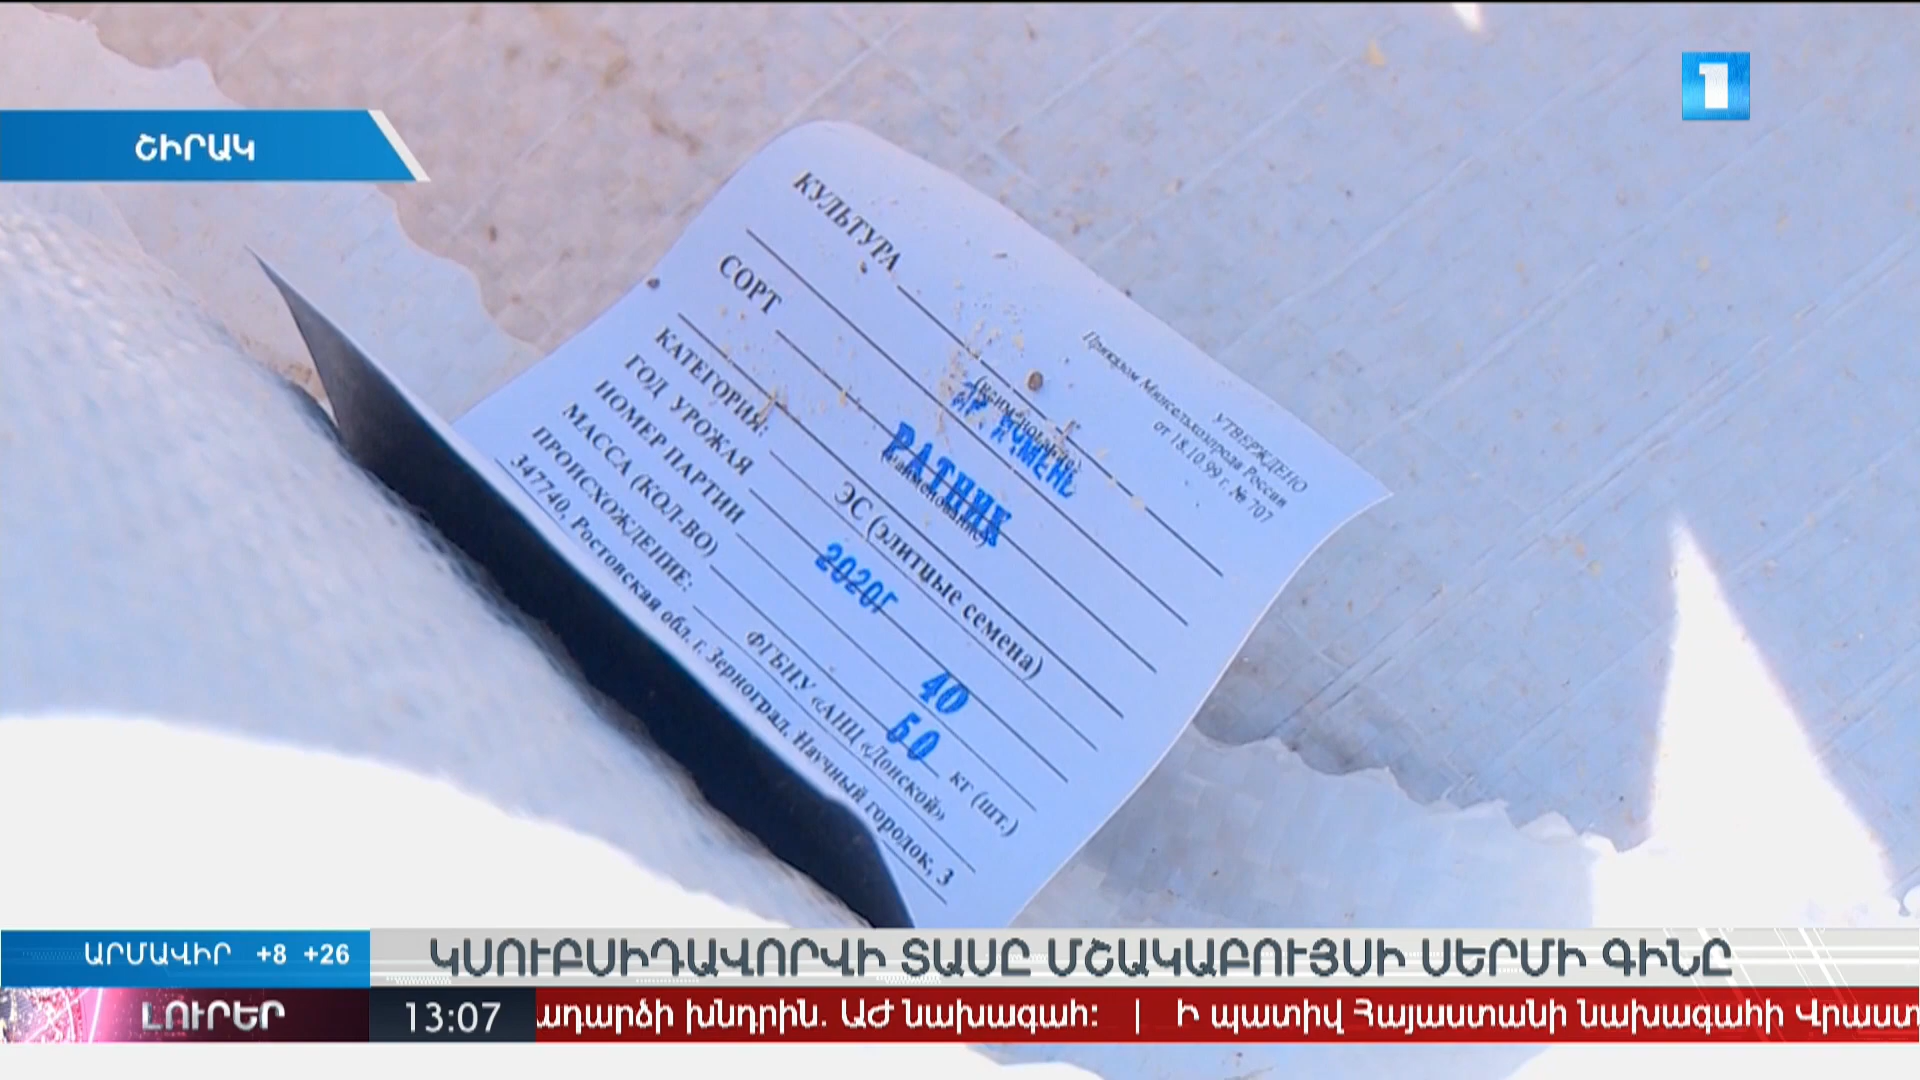 1
ՇԻՐԱԿ
КУЛЬТУРА
ЯЧМЕНЬ
УТВЕРЖДЕНО
Приказом Минсельхозпрода России
от 18.10.99 г. № 707
СОРТ
РАТНИК
(наименование)
КАТЕГОРИЯ:
ЭС (элитные семена)
ГОД УРОЖАЯ
2020г
НОМЕР ПАРТИИ
40
МАССА (КОЛ-ВО)
50 кг (шт.)
ПРОИСХОЖДЕНИЕ:
ФГБНУ «АНЦ «Донской»
347740, Ростовская обл. г. Зерноград, Научный городок, 3
ԱՐՄԱՎԻՐ +8 +26
ԿՍՈՒԲՍԻԴԱՎՈՐՎԻ ՏԱՍԸ ՄՇԱԿԱԲՈՒՅՍԻ ՍԵՐՄԻ ԳԻՆԸ
ԼՈՒՐԵՐ
13:07
ադարձի խնդրին. ԱԺ նախագահ: | Ի պատիվ Հայաստանի նախագահի Վրաստ